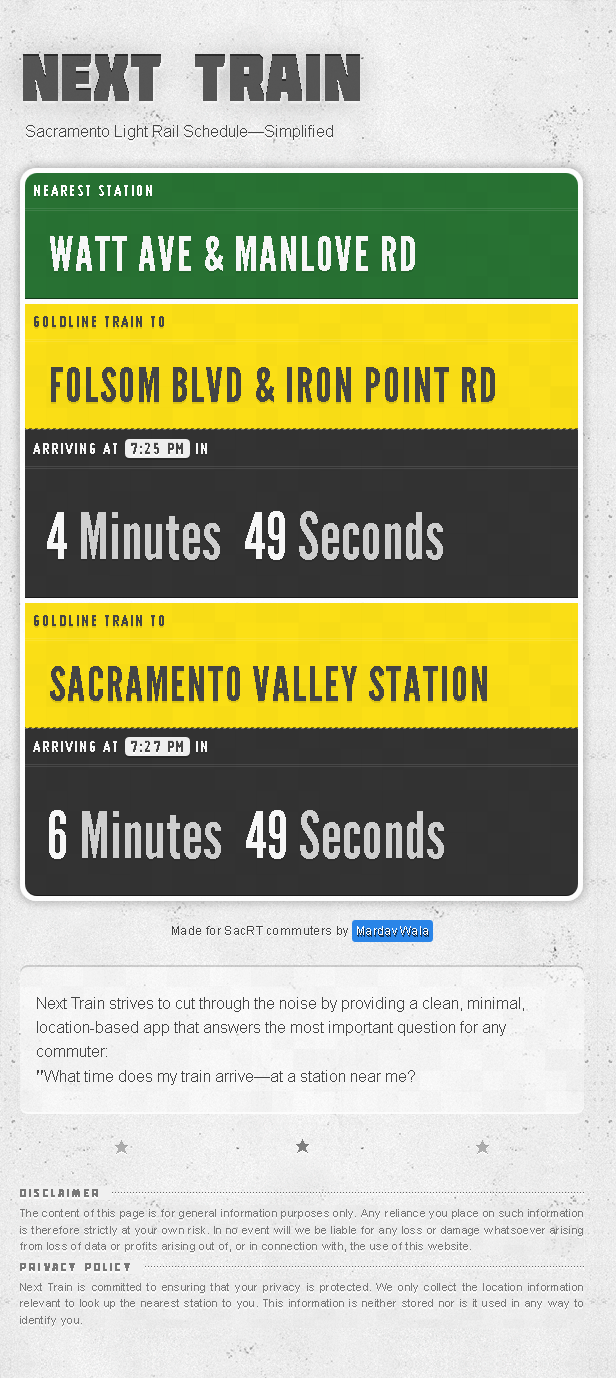 NEXT TRAIN
Sacramento Light Rail Schedule—Simplified
NEAREST STATION
WATT AVE & MANLOVE RD
GOLDLINE TRAIN TO
FOLSOM BLVD & IRON POINT RD
ARRIVING AT 7:25 PM IN
4 Minutes 49 Seconds
GOLDLINE TRAIN TO
SACRAMENTO VALLEY STATION
ARRIVING AT 7:27 PM IN
6 Minutes 49 Seconds
Made for SacRT commuters by MardavWala
Next Train strives to cut through the noise by providing a clean, minimal,
location-based app that answers the most important question for any
commuter:
"What time does my train arrive—at a station near me?
DISCLAIMER
The content of this page is for general information purposes only. Any reliance you place on such information
is therefore strictly at your own risk. In no event will we be liable for any loss or damage whatsoever arising
from loss of data or profits arising out of, or in connection with, the use of this website.
PRIVACY POLICY
Next Train is committed to ensuring that your privacy is protected. We only collect the location information
relevant to look up the nearest station to you. This information is neither stored nor is it used in any way to
identify you.